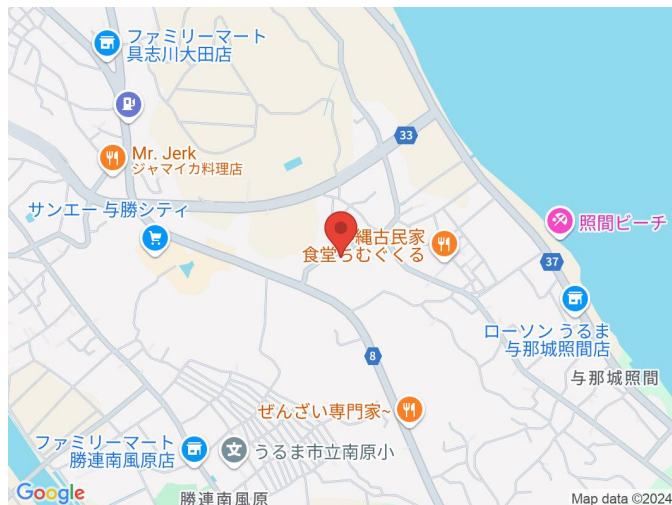 ファミリーマート
具志川大田店
33
Mr. Jerk
ジャマイカ料理店
サンエー 与勝シティ
縄古民家
食堂ちむぐくる
照間ビーチ
37
ローソン うるま
与那城照間店
8
与那城照間
ぜんざい専門家~
ファミリーマート
勝連南風原店
文
うるま市立南原小
勝連南風原
Google
Map data ©2024